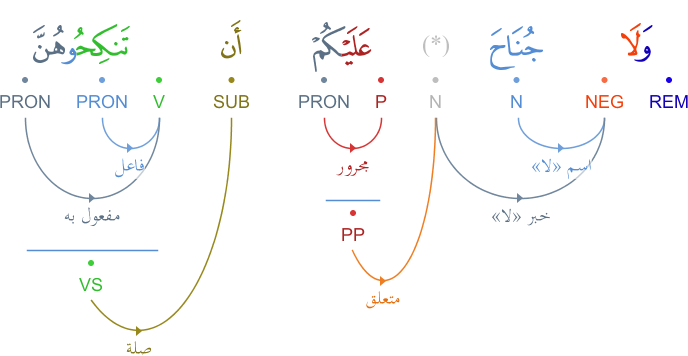 وَلَا جُنَاحَ (*) عَلَيْكُمْ أَن تَنكِحُوهُنَّ
REM NEG N N P PRON SUB V PRON PRON
فاعل مجرور اسم «لا»
مفعول به خبر «لا»
PP
VS
متعلق
صلة